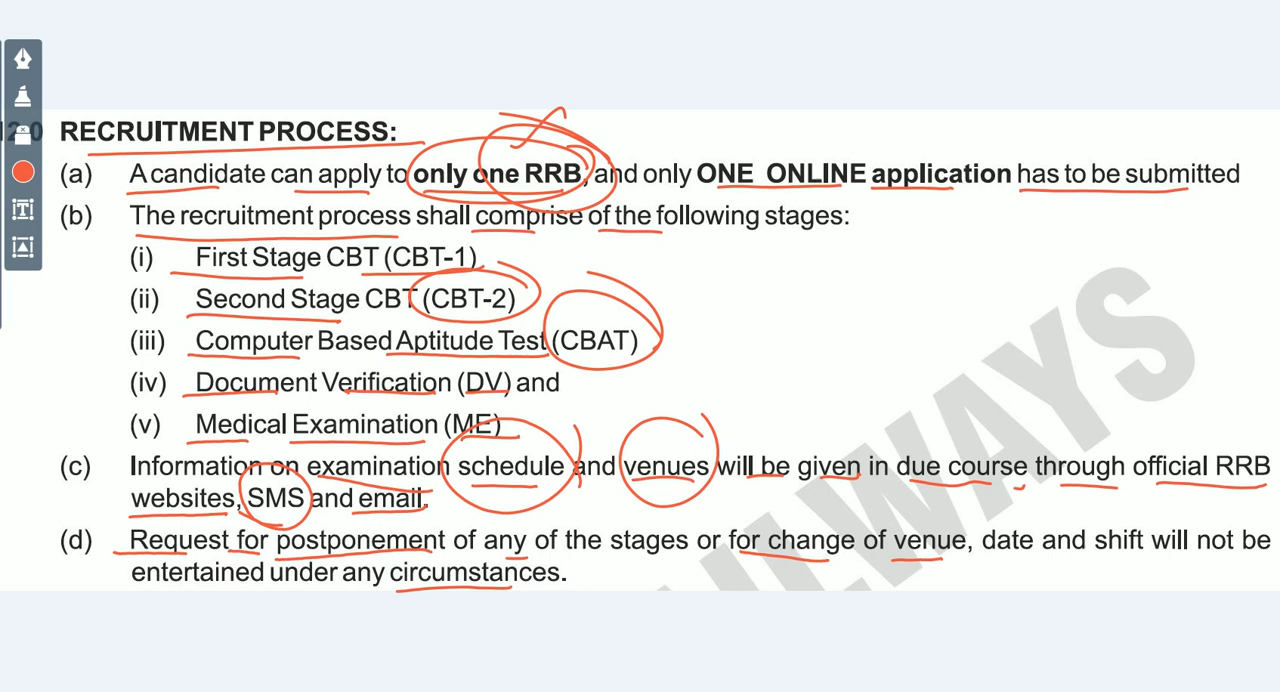 12.0 RECRUITMENT PROCESS:
(a) A candidate can apply to only one RRB, and only ONE ONLINE application has to be submitted
(b) The recruitment process shall comprise of the following stages:
(i) First Stage CBT (CBT-1)
(ii) Second Stage CBT (CBT-2)
(iii) Computer Based Aptitude Test (CBAT)
(iv) Document Verification (DV) and
(v) Medical Examination (ME)
(c) Information on examination schedule and venues will be given in due course through official RRB
websites, SMS and email.
(d) Request for postponement of any of the stages or for change of venue, date and shift will not be
entertained under any circumstances.